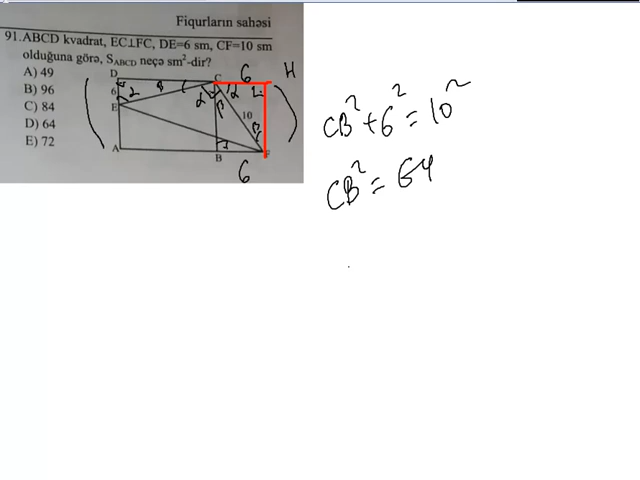 Fiqurların sahəsi
91.ABCD kvadrat, EC⊥FC, DE=6 sm, CF=10 sm
olduğuna görə, S_ABCD neçə sm²-dir?
A) 49
B) 96
C) 84
D) 64
E) 72
D
C
6
H
6
E
10
A
B
F
6
CB² + 6² = 10²
CB² = 64